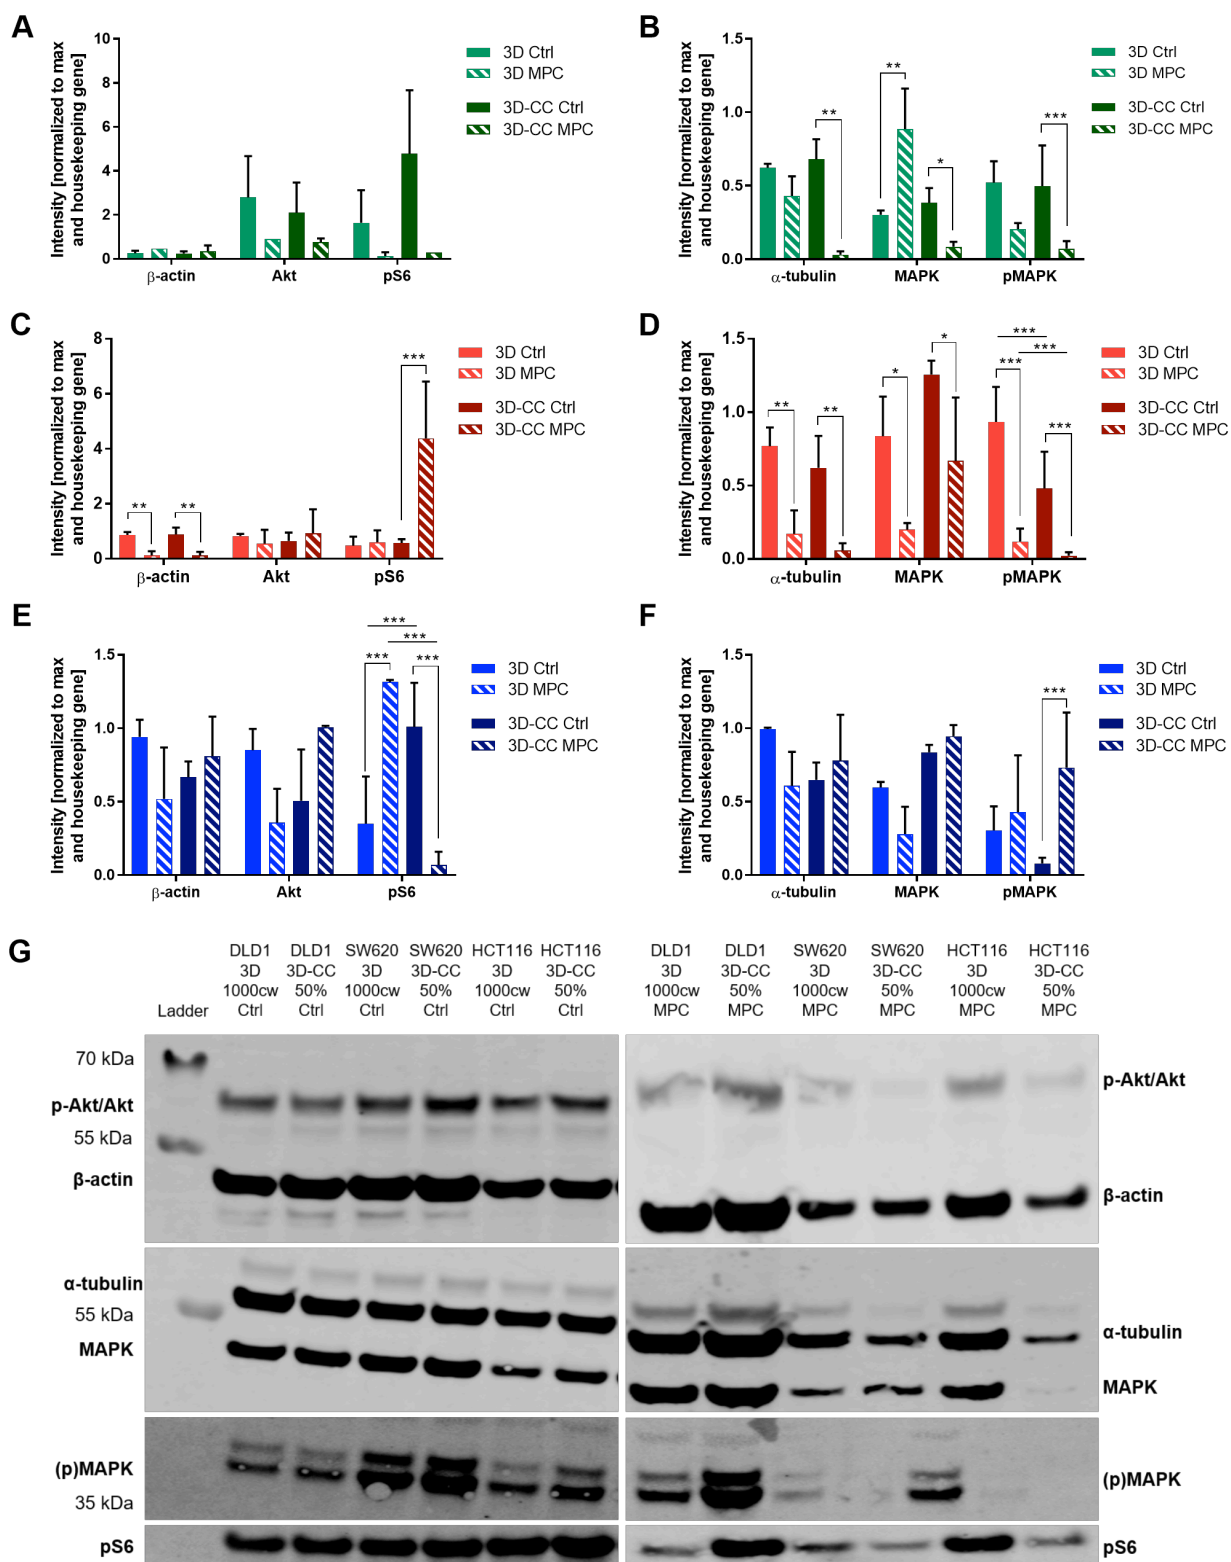 A
Intensity [normalized to max
and housekeeping gene]
10
8
6
4
2
0
β-actin
Akt
pS6
3D Ctrl
3D MPC
3D-CC Ctrl
3D-CC MPC
B
Intensity [normalized to max
and housekeeping gene]
1.5
1.0
0.5
0.0
**
**
*
***
α-tubulin
MAPK
pMAPK
3D Ctrl
3D MPC
3D-CC Ctrl
3D-CC MPC
C
Intensity [normalized to max
and housekeeping gene]
8
6
4
2
0
**
**
***
β-actin
Akt
pS6
3D Ctrl
3D MPC
3D-CC Ctrl
3D-CC MPC
D
Intensity [normalized to max
and housekeeping gene]
1.5
1.0
0.5
0.0
**
**
*
*
***
***
***
***
α-tubulin
MAPK
pMAPK
3D Ctrl
3D MPC
3D-CC Ctrl
3D-CC MPC
E
Intensity [normalized to max
and housekeeping gene]
1.5
1.0
0.5
0.0
***
***
***
***
β-actin
Akt
pS6
3D Ctrl
3D MPC
3D-CC Ctrl
3D-CC MPC
F
Intensity [normalized to max
and housekeeping gene]
1.5
1.0
0.5
0.0
***
α-tubulin
MAPK
pMAPK
3D Ctrl
3D MPC
3D-CC Ctrl
3D-CC MPC
G
DLD1 DLD1 SW620 SW620 HCT116 HCT116 DLD1 DLD1 SW620 SW620 HCT116 HCT116
3D 3D-CC 3D 3D-CC 3D 3D-CC 3D 3D-CC 3D 3D-CC 3D 3D-CC
1000cw 50% 1000cw 50% 1000cw 50% 1000cw 50% 1000cw 50% 1000cw 50%
Ladder Ctrl Ctrl Ctrl Ctrl Ctrl Ctrl MPC MPC MPC MPC MPC MPC
70 kDa
p-Akt/Akt
55 kDa
β-actin
p-Akt/Akt
β-actin
α-tubulin
55 kDa
MAPK
α-tubulin
MAPK
(p)MAPK
35 kDa
(p)MAPK
pS6
pS6